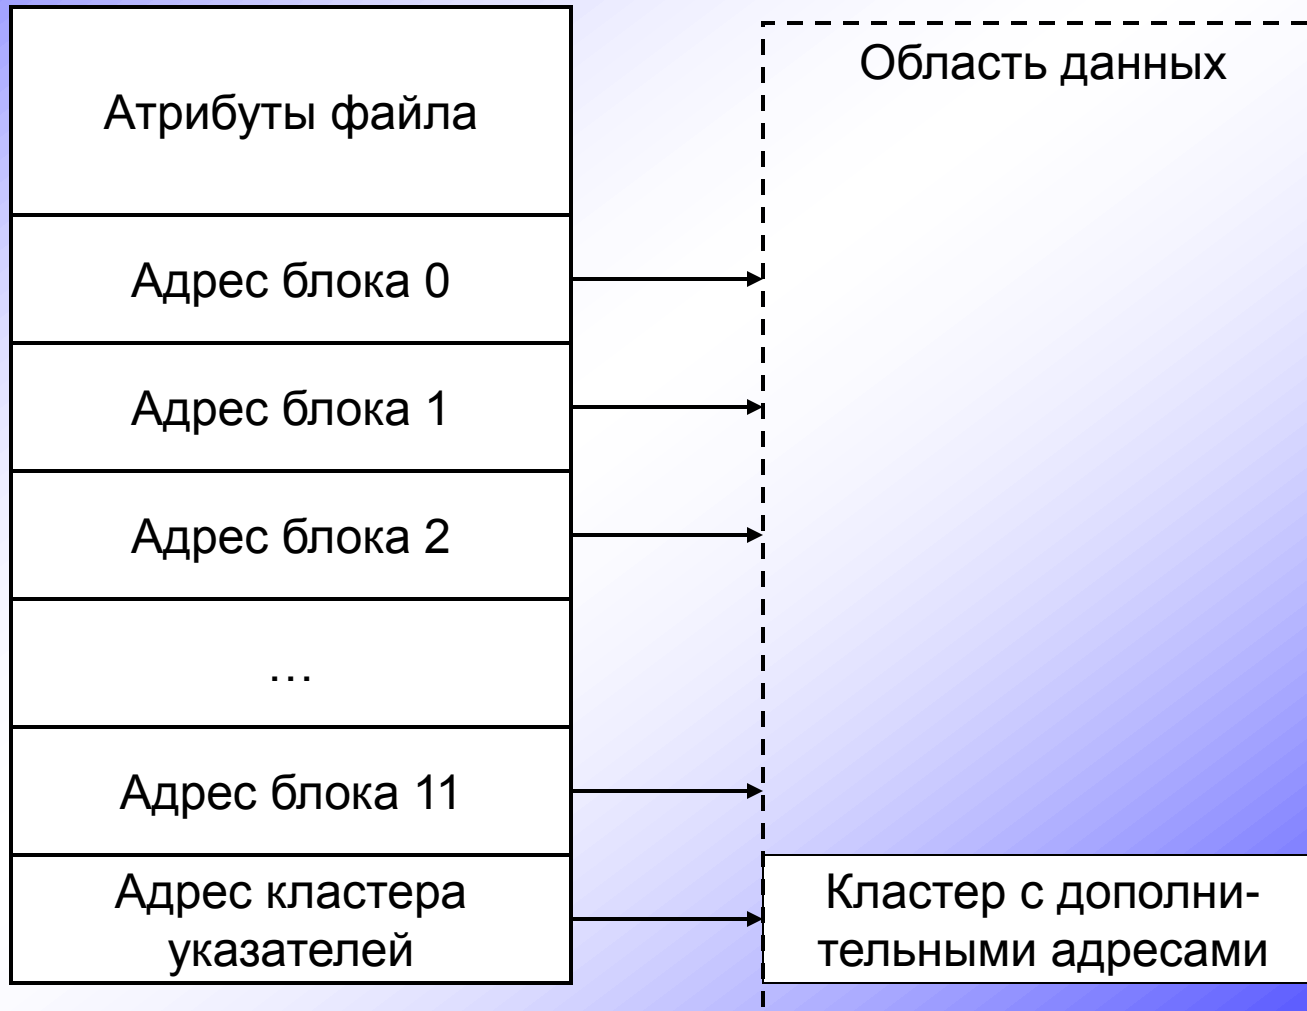 Атрибуты файла
Область данных
Адрес блока 0
Адрес блока 1
Адрес блока 2
…
Адрес блока 11
Адрес кластера
указателей
Кластер с дополни-
тельными адресами